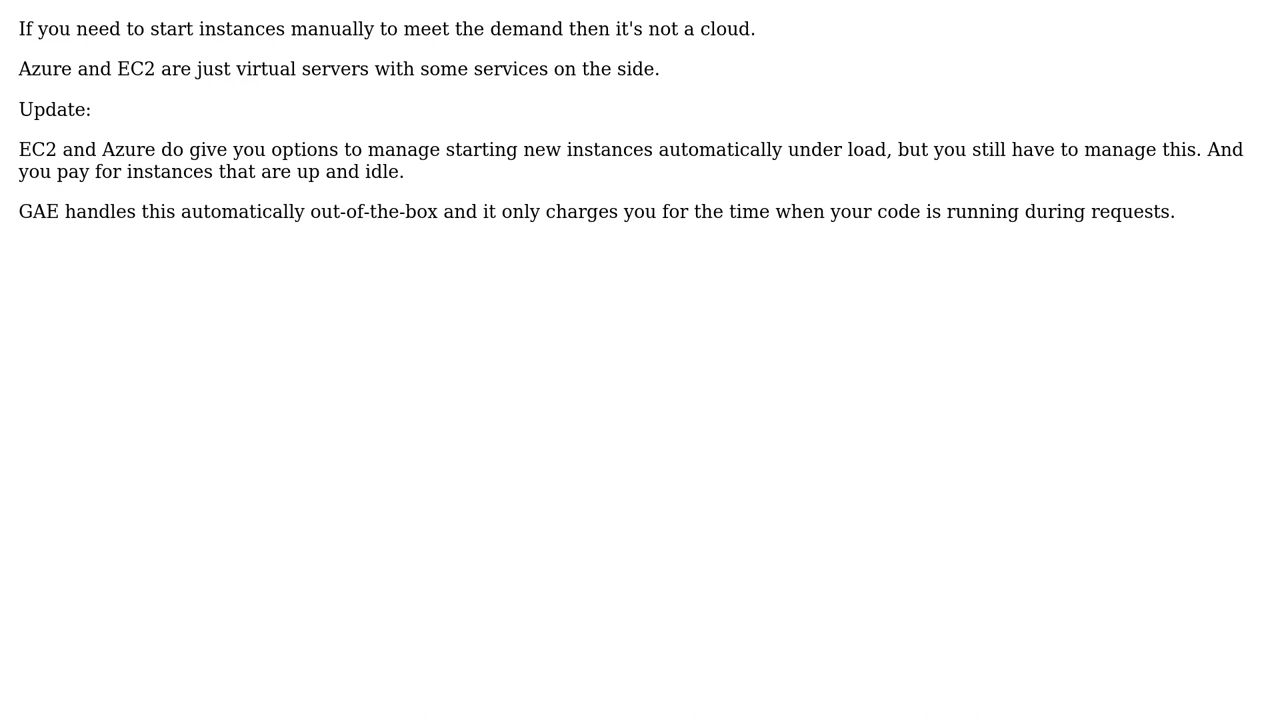 If you need to start instances manually to meet the demand then it's not a cloud.
Azure and EC2 are just virtual servers with some services on the side.
Update:
EC2 and Azure do give you options to manage starting new instances automatically under load, but you still have to manage this. And
you pay for instances that are up and idle.
GAE handles this automatically out-of-the-box and it only charges you for the time when your code is running during requests.